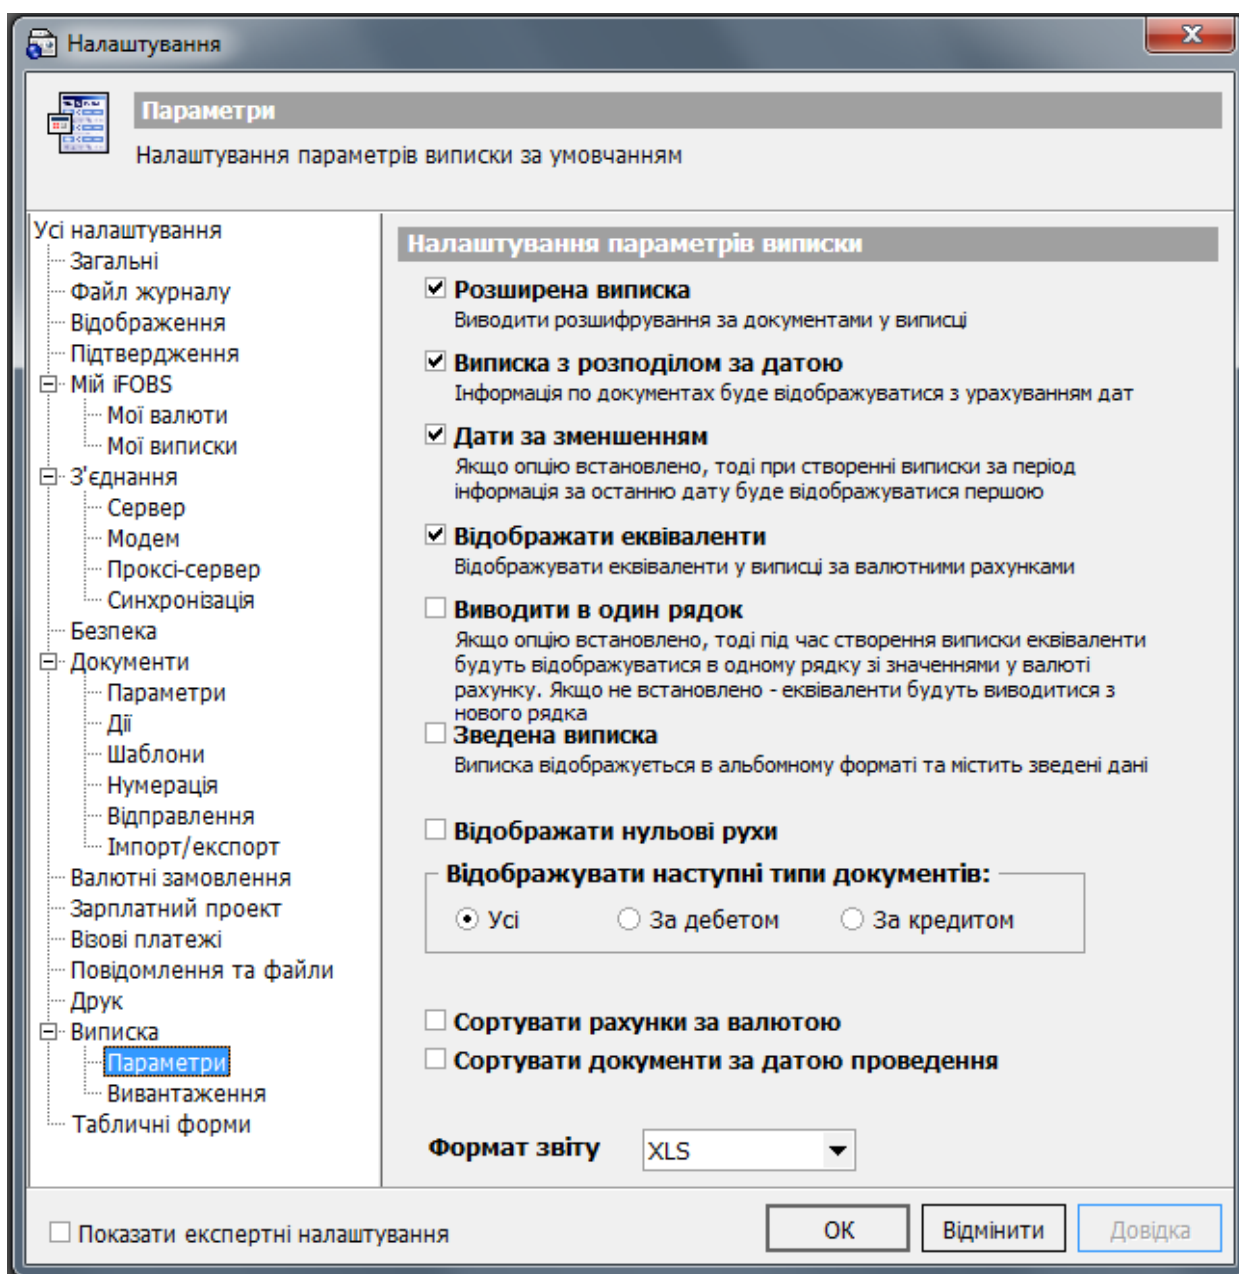 Налаштування
Параметри
Налаштування параметрів виписки за умовчанням
Усі налаштування
Загальні
Файл журналу
Відображення
Підтвердження
Мій iFOBS
Мої валюти
Мої виписки
З'єднання
Сервер
Модем
Проксі-сервер
Синхронізація
Безпека
Документи
Параметри
Дії
Шаблони
Нумерація
Відправлення
Імпорт/експорт
Валютні замовлення
Зарплатний проект
Візові платежі
Повідомлення та файли
Друк
Виписка
Параметри
Вивантаження
Табличні форми
Налаштування параметрів виписки
Розширена виписка
Виводити розшифрування за документами у виписці
Виписка з розподілом за датою
Інформація по документах буде відображуватися з урахуванням дат
Дати за зменшенням
Якщо опцію встановлено, тоді при створенні виписки за період
інформація за останню дату буде відображуватися першою
Відображати еквіваленти
Відображувати еквіваленти у виписці за валютними рахунками
Виводити в один рядок
Якщо опцію встановлено, тоді під час створення виписки еквіваленти
будуть відображуватися в одному рядку зі значеннями у валюті
рахунку. Якщо не встановлено - еквіваленти будуть виводитися з
нового рядка
Зведена виписка
Виписка відображується в альбомному форматі та містить зведені дані
Відображати нульові рухи
Відображувати наступні типи документів:
Усі За дебетом За кредитом
Сортувати рахунки за валютою
Сортувати документи за датою проведення
Формат звіту XLS
Показати експертні налаштування
ОК Відмінити Довідка